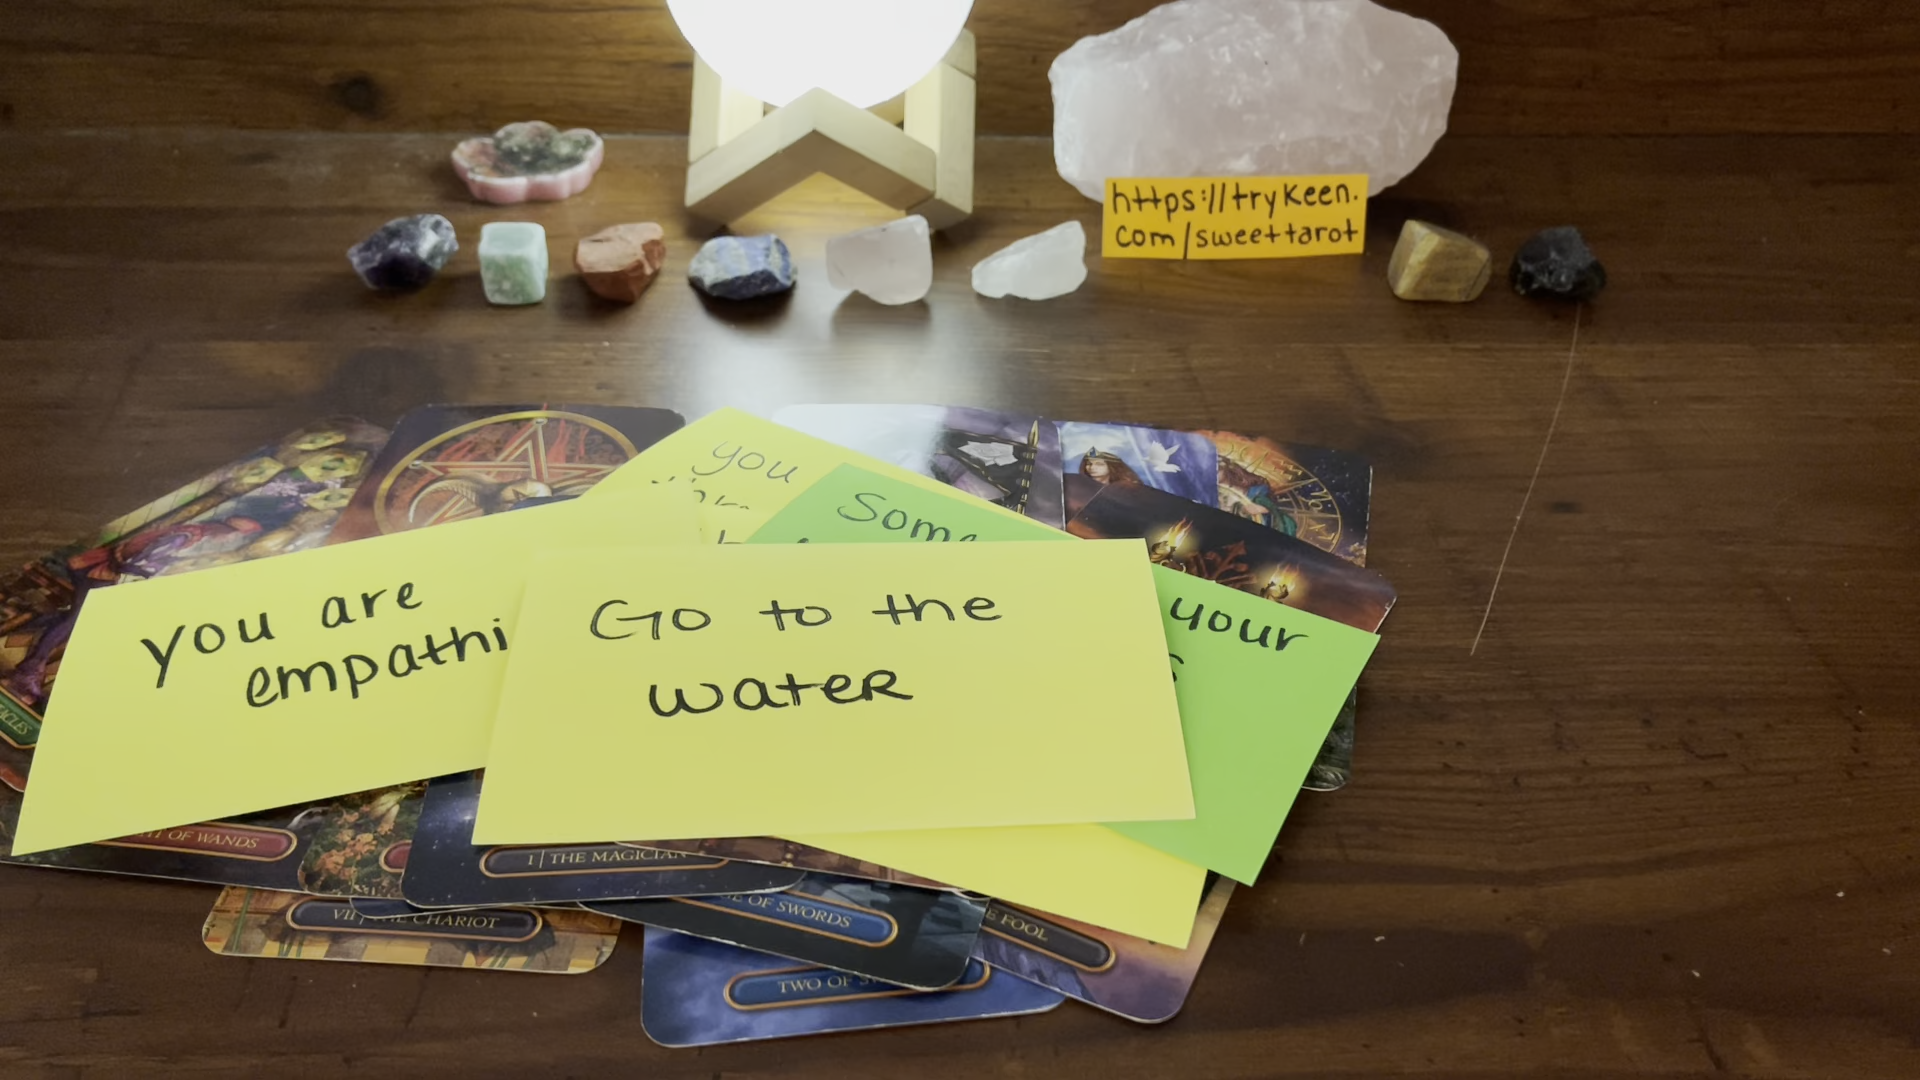 https://trykeen.
com/sweettarot
you
Some
you are
empathi
Go to the
water
your
OF WANDS
I THE MAGICIAN
VII THE CHARIOT
OF SWORDS
FOOL
TWO OF